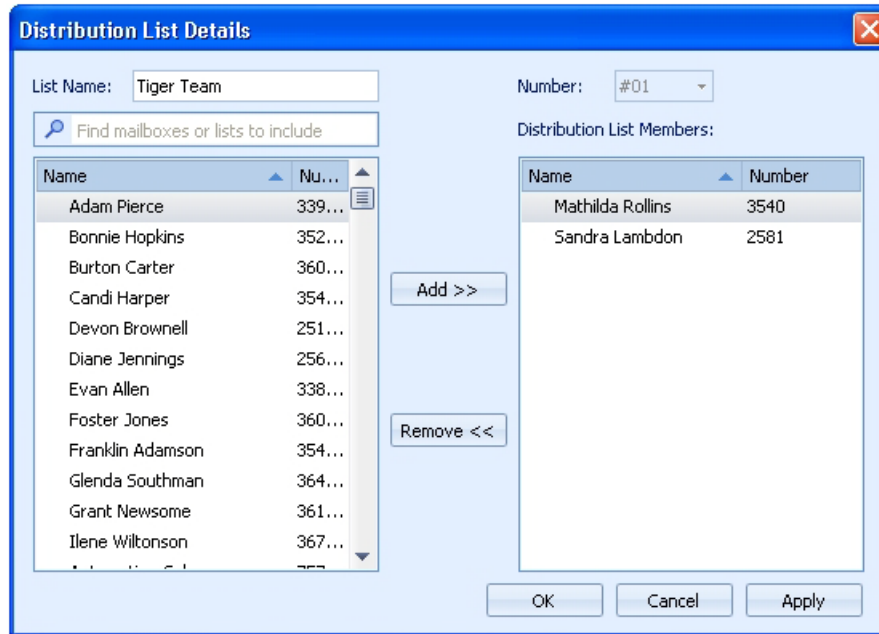 Distribution List Details
List Name: Tiger Team
Number: #01
Find mailboxes or lists to include
Distribution List Members:
Name Nu...
Adam Pierce 339...
Bonnie Hopkins 352...
Burton Carter 360...
Candi Harper 354...
Devon Brownell 251...
Diane Jennings 256...
Evan Allen 338...
Foster Jones 360...
Franklin Adamson 354...
Glenda Southman 364...
Grant Newsome 361...
Ilene Wiltonson 367...
Add >>
Remove <<
Name Number
Mathilda Rollins 3540
Sandra Lambdon 2581
OK Cancel Apply